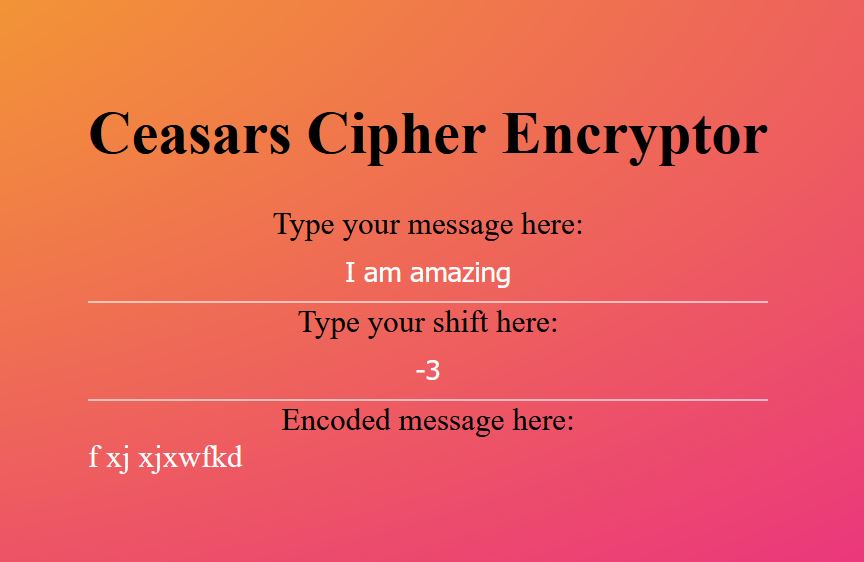 Ceasars Cipher Encryptor
Type your message here:
I am amazing
Type your shift here:
-3
Encoded message here:
f xj xjxwfkd